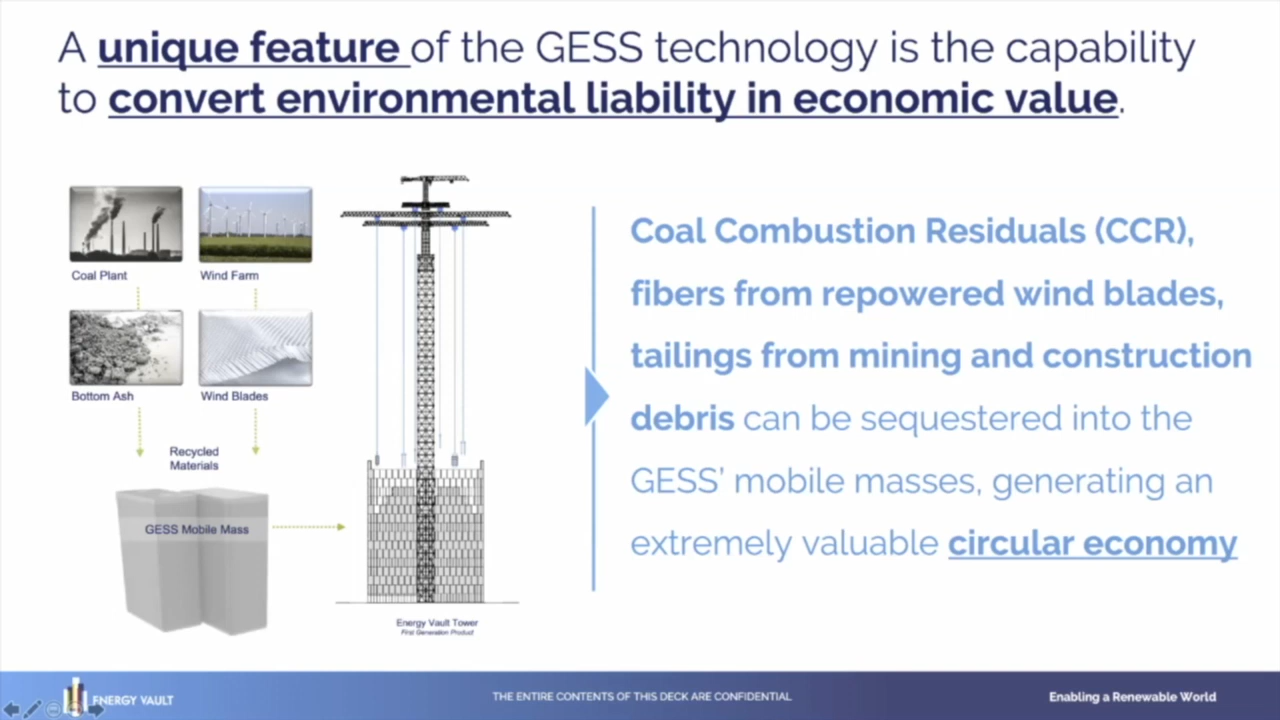 A unique feature of the GESS technology is the capability
to convert environmental liability in economic value.
Coal Plant
Wind Farm
Bottom Ash
Wind Blades
Recycled
Materials
GESS Mobile Mass
Energy Vault Tower
First Generation Product
Coal Combustion Residuals (CCR),
fibers from repowered wind blades,
tailings from mining and construction
debris can be sequestered into the
GESS' mobile masses, generating an
extremely valuable circular economy
ENERGY VAULT
THE ENTIRE CONTENTS OF THIS DECK ARE CONFIDENTIAL
Enabling a Renewable World